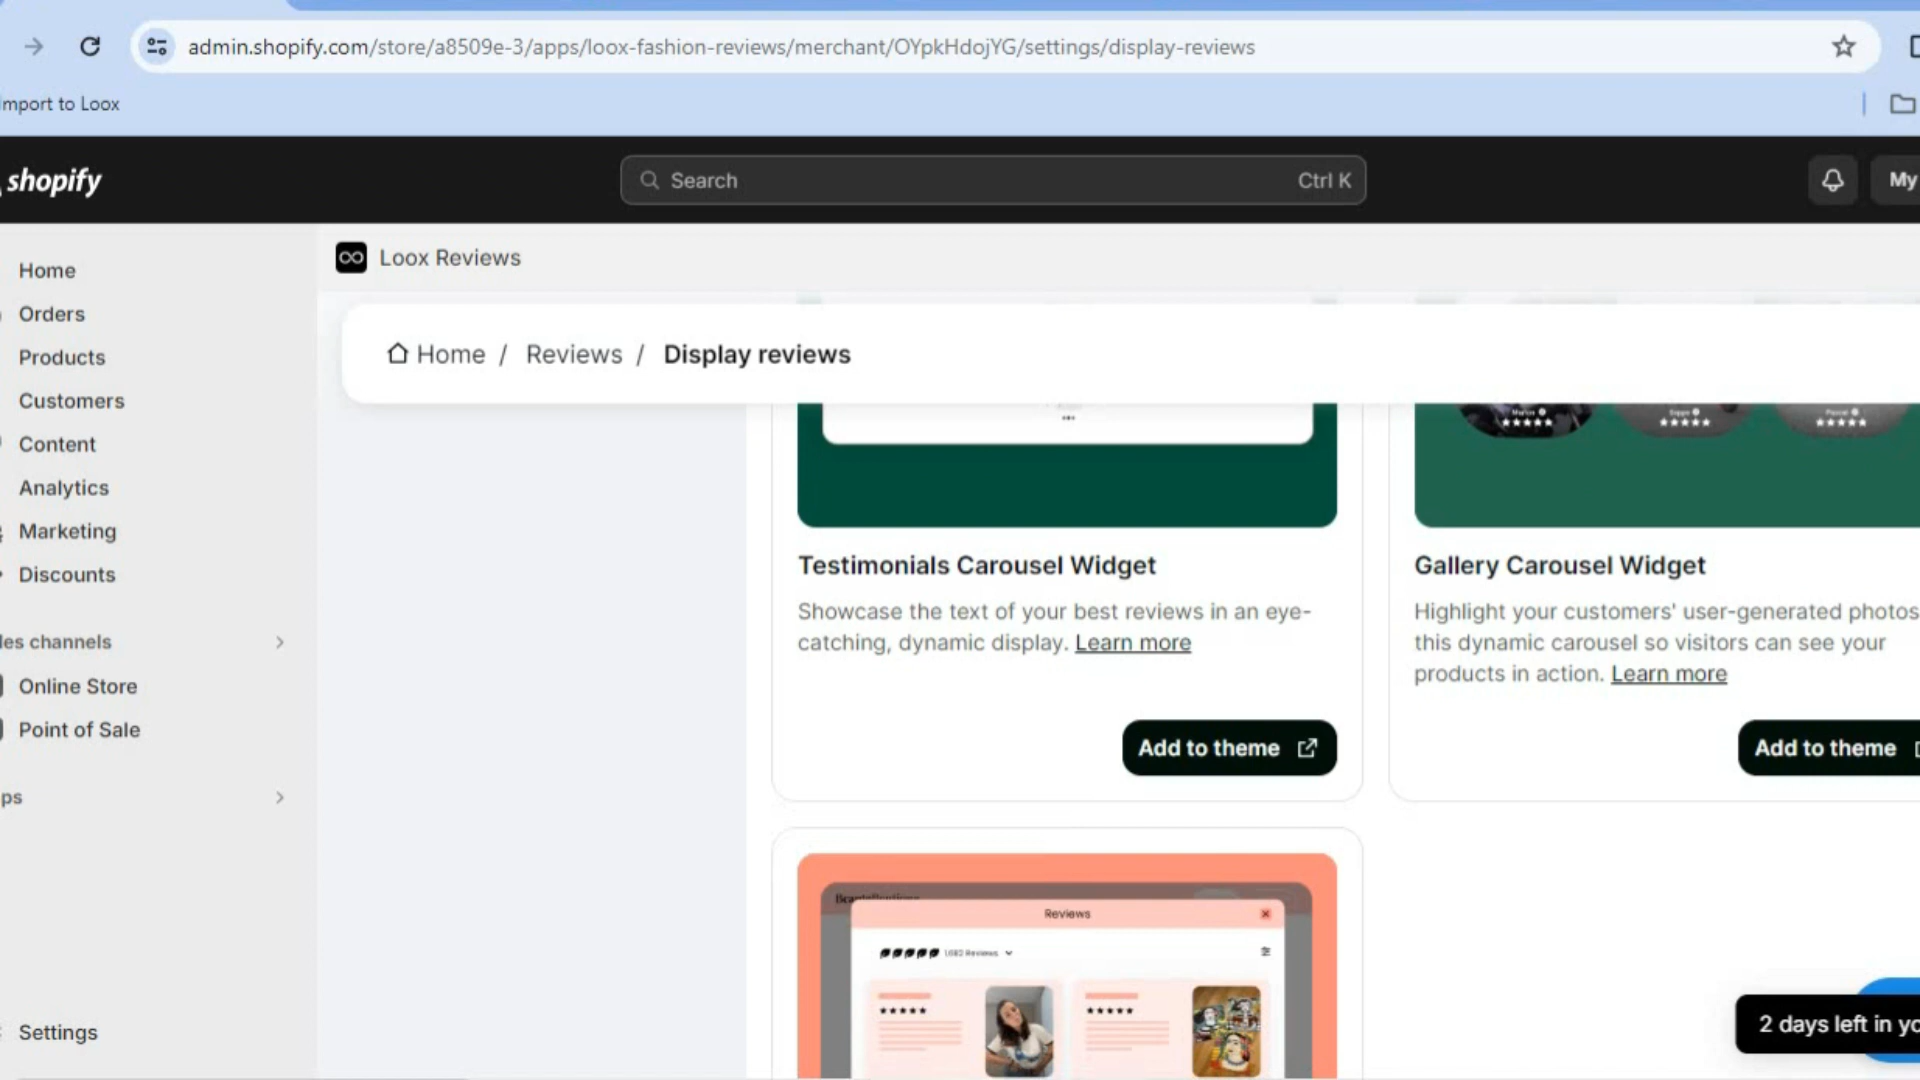 admin.shopify.com/store/a8509e-3/apps/loox-fashion-reviews/merchant/OYpkHdojYG/settings/display-reviews
mport to Loox
shopify
Search
Ctrl K
My
Home
Orders
Products
Customers
Content
Analytics
Marketing
Discounts
les channels
Online Store
Point of Sale
ps
Settings
Loox Reviews
Home / Reviews / Display reviews
Testimonials Carousel Widget
Showcase the text of your best reviews in an eye-
catching, dynamic display. Learn more
Add to theme
Gallery Carousel Widget
Highlight your customers' user-generated photos
this dynamic carousel so visitors can see your
products in action. Learn more
Add to theme
Reviews
Reviews
2 days left in yo